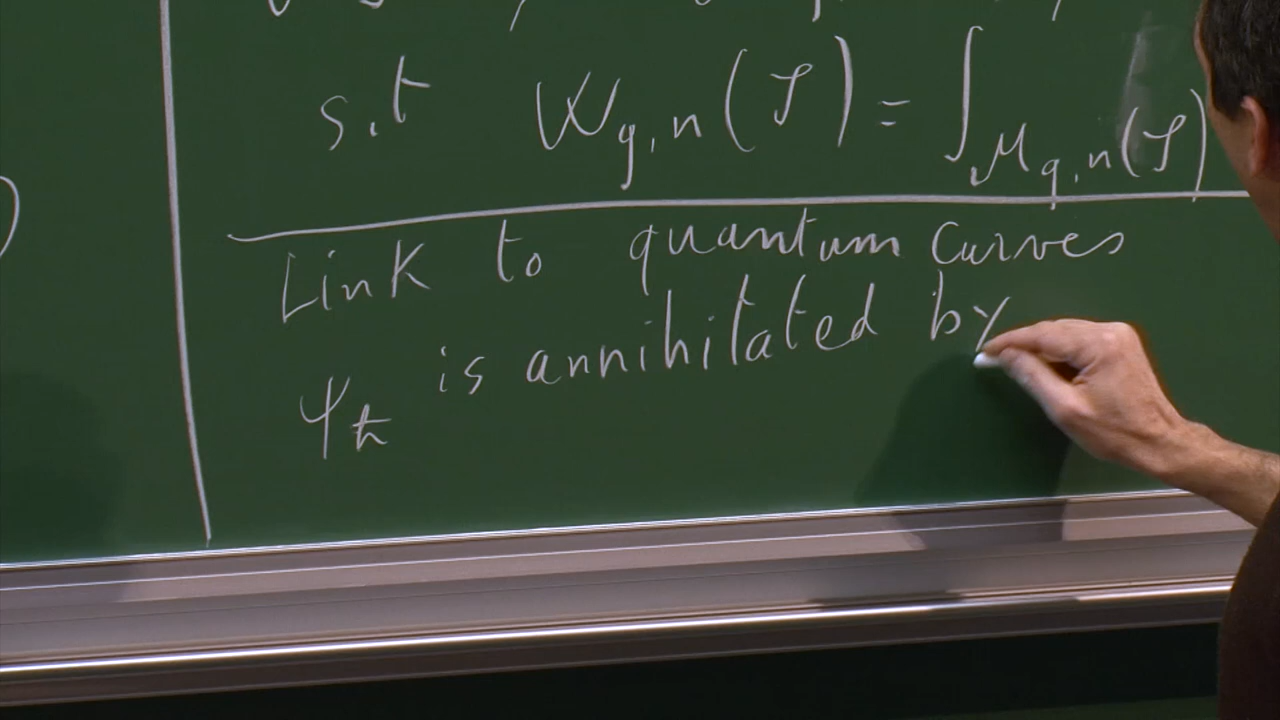 s.t W_{g,n}(𝒮) = ∫_{ℳ_{g,n}(𝒮)}
Link to quantum curves
ψ_ℏ is annihilated by